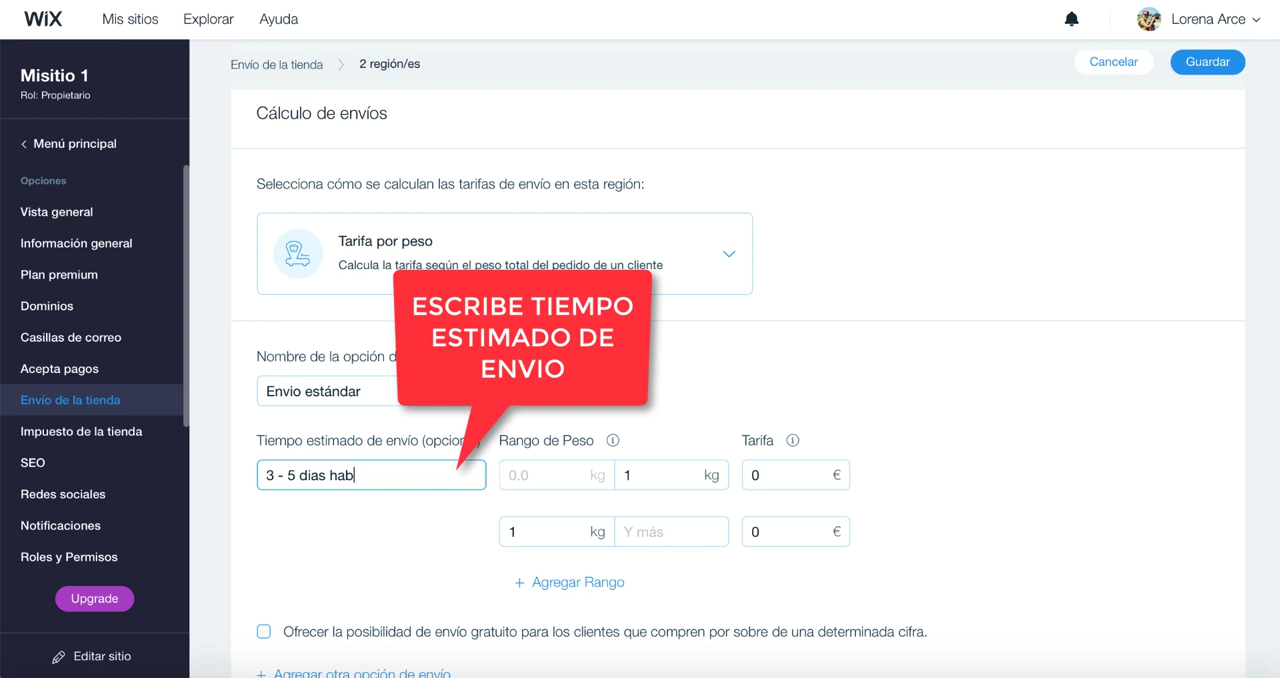 WiX
Mis sitios
Explorar
Ayuda
Lorena Arce
Misitio 1
Rol: Propietario
Menú principal
Opciones
Vista general
Información general
Plan premium
Dominios
Casillas de correo
Acepta pagos
Envío de la tienda
Impuesto de la tienda
SEO
Redes sociales
Notificaciones
Roles y Permisos
Upgrade
Editar sitio
Envío de la tienda
2 región/es
Cancelar
Guardar
Cálculo de envíos
Selecciona cómo se calculan las tarifas de envío en esta región:
Tarifa por peso
Calcula la tarifa según el peso total del pedido de un cliente
ESCRIBE TIEMPO
ESTIMADO DE
ENVIO
Nombre de la opción
Envio estándar
Tiempo estimado de envío
Rango de Peso
Tarifa
3 - 5 dias hab
0.0 kg
1 kg
0 €
1 kg
Y más
0 €
+ Agregar Rango
Ofrecer la posibilidad de envío gratuito para los clientes que compren por sobre de una determinada cifra.
+ Agregar otra opción de envío